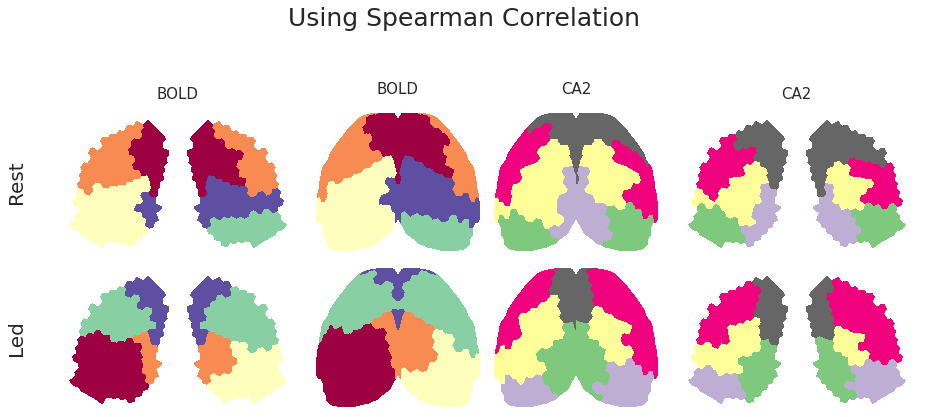 Using Spearman Correlation
BOLD
BOLD
CA2
CA2
Rest
Led